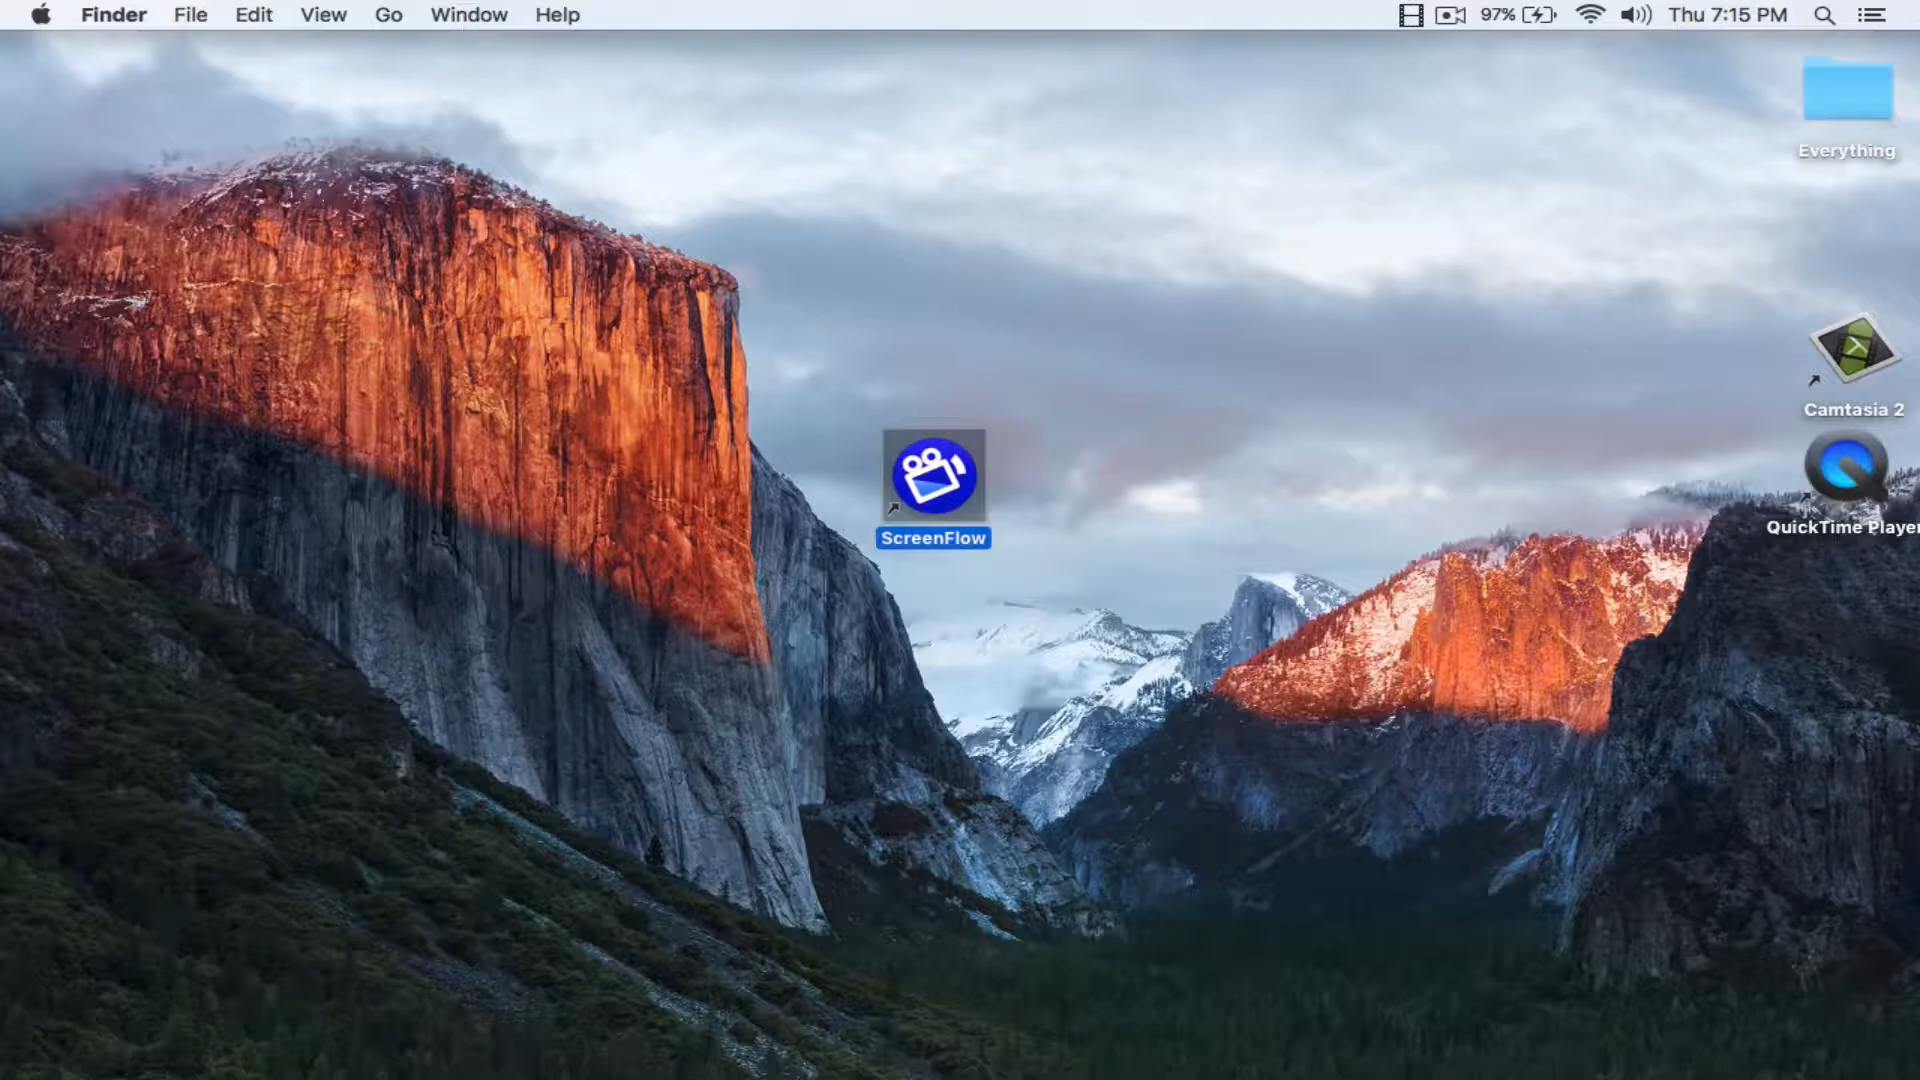 Finder File Edit View Go Window Help 97% Thu 7:15 PM
Everything
Camtasia 2
ScreenFlow
QuickTime Player